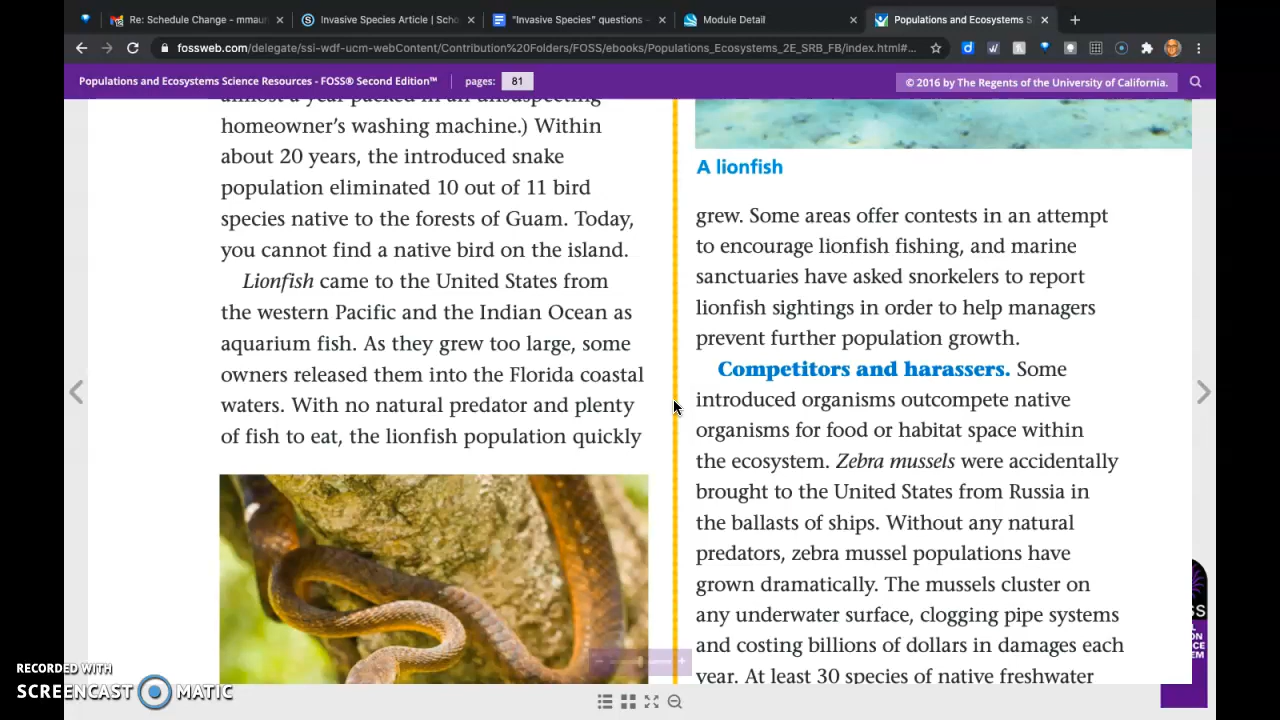 Re: Schedule Change - mmau
Invasive Species Article | Scho
"Invasive Species" questions -
Module Detail
Populations and Ecosystems S
fossweb.com/delegate/ssi-wdf-ucm-webContent/Contribution%20Folders/FOSS/ebooks/Populations_Ecosystems_2E_SRB_FB/index.html#...
Populations and Ecosystems Science Resources - FOSS® Second Edition™
pages: 81
© 2016 by The Regents of the University of California.
almost a year packed in an unsuspecting
homeowner's washing machine.) Within
about 20 years, the introduced snake
population eliminated 10 out of 11 bird
species native to the forests of Guam. Today,
you cannot find a native bird on the island.
Lionfish came to the United States from
the western Pacific and the Indian Ocean as
aquarium fish. As they grew too large, some
owners released them into the Florida coastal
waters. With no natural predator and plenty
of fish to eat, the lionfish population quickly
A lionfish
grew. Some areas offer contests in an attempt
to encourage lionfish fishing, and marine
sanctuaries have asked snorkelers to report
lionfish sightings in order to help managers
prevent further population growth.
Competitors and harassers. Some
introduced organisms outcompete native
organisms for food or habitat space within
the ecosystem. Zebra mussels were accidentally
brought to the United States from Russia in
the ballasts of ships. Without any natural
predators, zebra mussel populations have
grown dramatically. The mussels cluster on
any underwater surface, clogging pipe systems
and costing billions of dollars in damages each
year. At least 30 species of native freshwater
RECORDED WITH
SCREENCAST MATIC